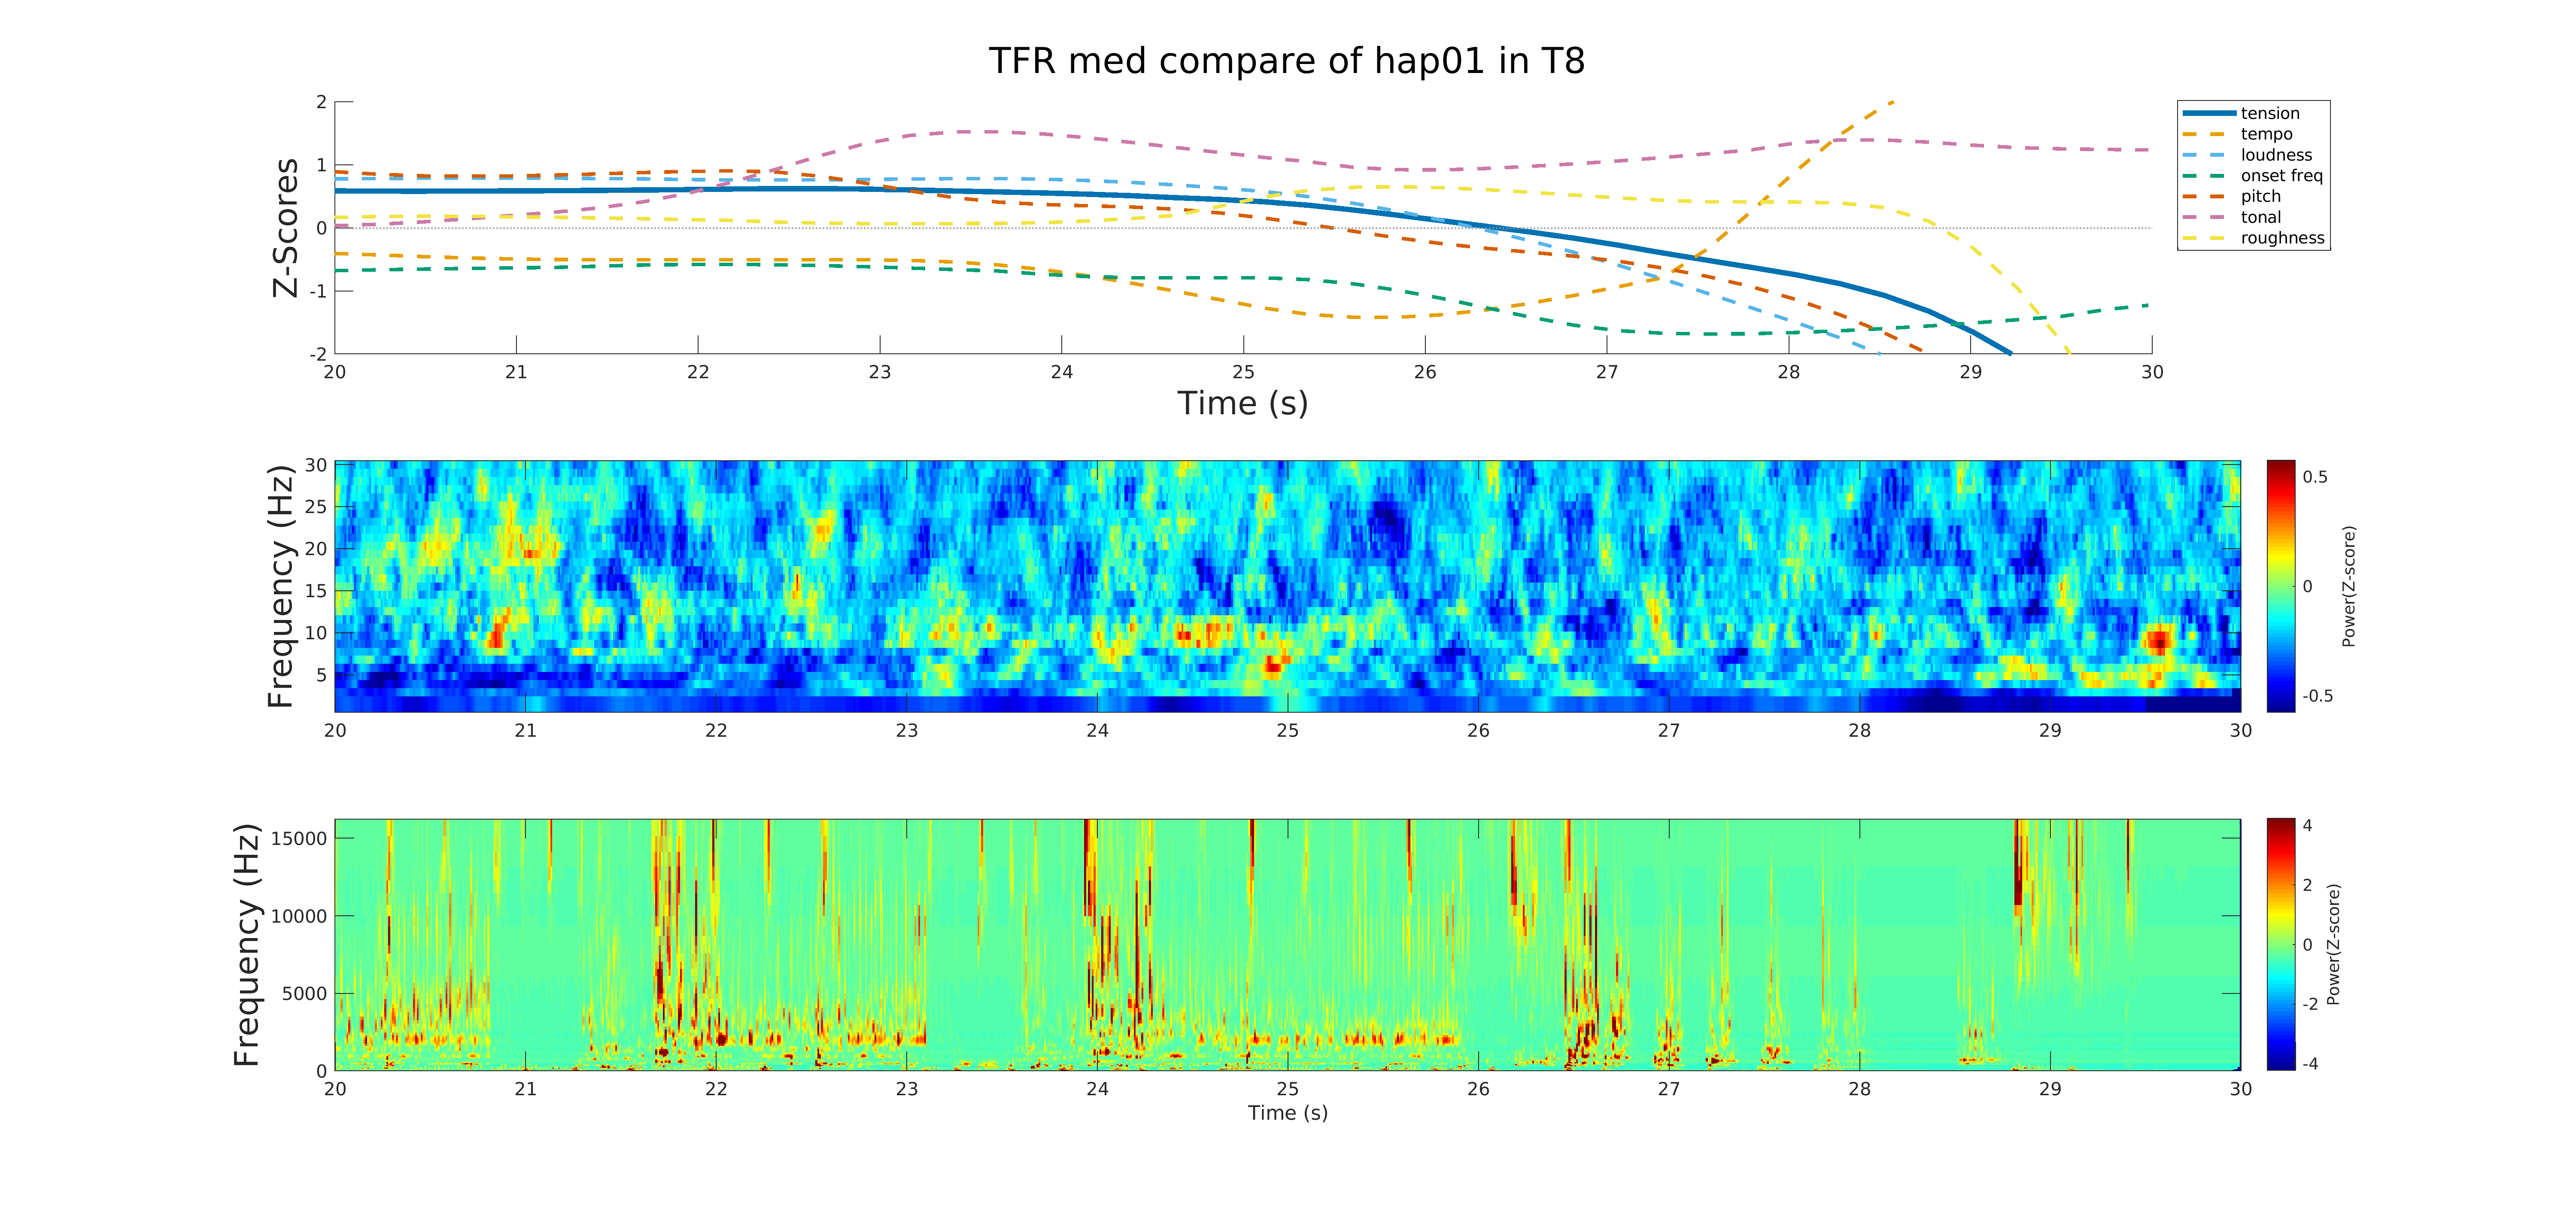 TFR med compare of hap01 in T8
Z-Scores
2
1
0
-1
-2
20 21 22 23 24 25 26 27 28 29 30
Time (s)
tension
tempo
loudness
onset freq
pitch
tonal
roughness
Frequency (Hz)
30
25
20
15
10
5
20 21 22 23 24 25 26 27 28 29 30
0.5
0
-0.5
Power(Z-score)
Frequency (Hz)
15000
10000
5000
0
20 21 22 23 24 25 26 27 28 29 30
Time (s)
4
2
0
-2
-4
Power(Z-score)